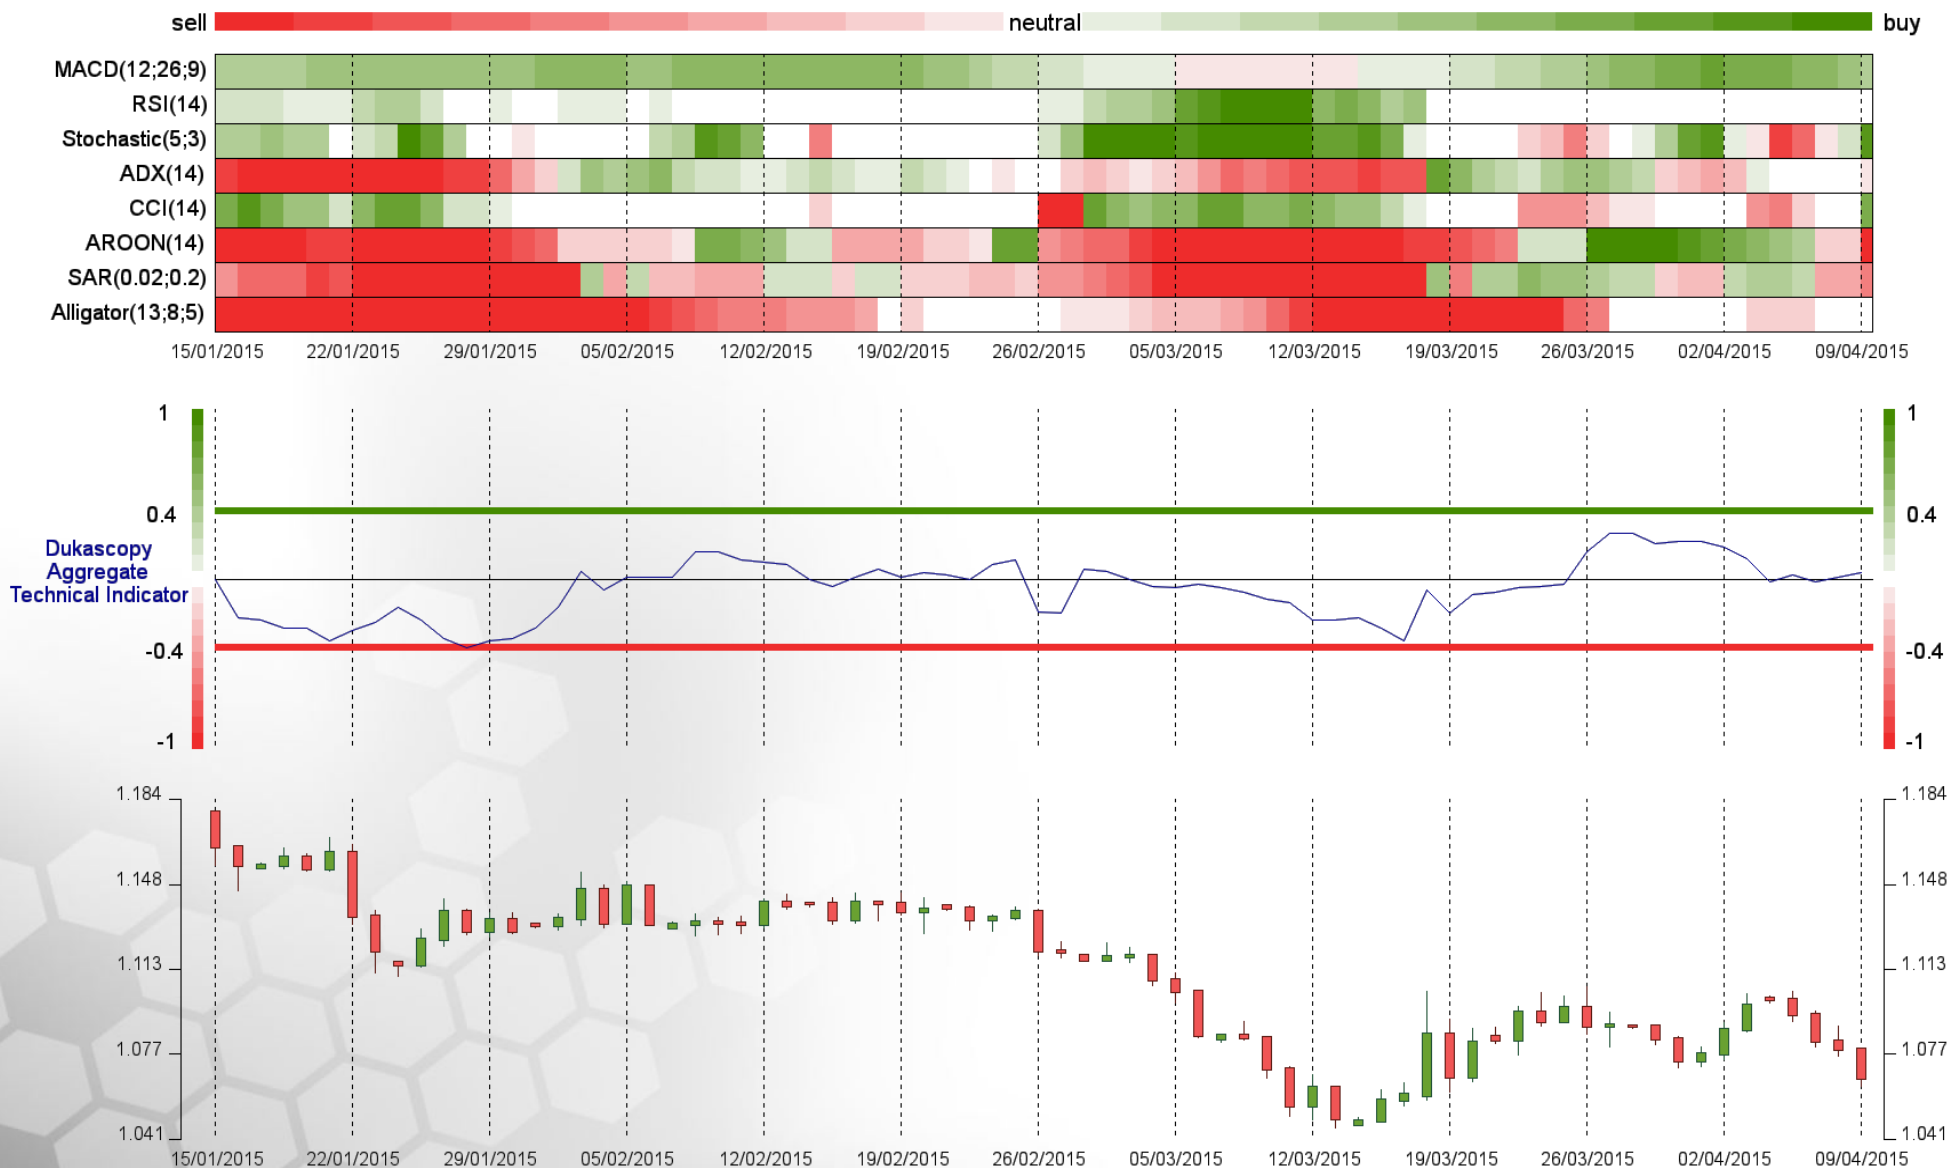 sell neutral buy
MACD(12;26;9)
RSI(14)
Stochastic(5;3)
ADX(14)
CCI(14)
AROON(14)
SAR(0.02;0.2)
Alligator(13;8;5)
15/01/2015 22/01/2015 29/01/2015 05/02/2015 12/02/2015 19/02/2015 26/02/2015 05/03/2015 12/03/2015 19/03/2015 26/03/2015 02/04/2015 09/04/2015
1 1
0.4 0.4
Dukascopy
Aggregate
Technical Indicator
-0.4 -0.4
-1 -1
1.184 1.184
1.148 1.148
1.113 1.113
1.077 1.077
1.041 1.041
15/01/2015 22/01/2015 29/01/2015 05/02/2015 12/02/2015 19/02/2015 26/02/2015 05/03/2015 12/03/2015 19/03/2015 26/03/2015 02/04/2015 09/04/2015